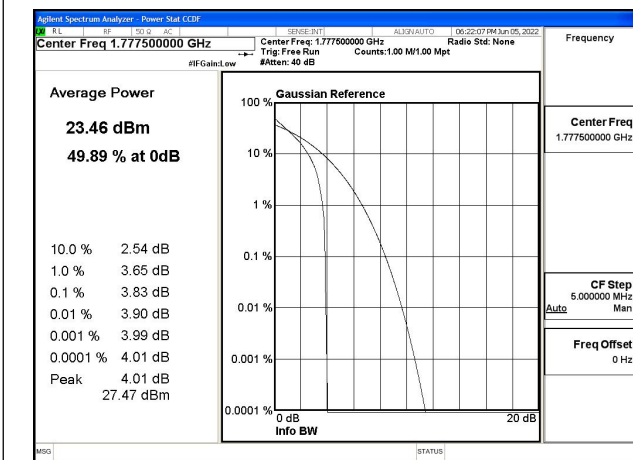 Agilent Spectrum Analyzer - Power Stat CCDF
RL RF 50 Ω AC SENSE:INT ALIGN AUTO 06:22:07 PM Jun 05, 2022
Center Freq 1.777500000 GHz
Center Freq: 1.777500000 GHz Radio Std: None
Trig: Free Run Counts:1.00 M/1.00 Mpt
#IFGain:Low #Atten: 40 dB
Frequency
Average Power
23.46 dBm
49.89 % at 0dB
10.0 % 2.54 dB
1.0 % 3.65 dB
0.1 % 3.83 dB
0.01 % 3.90 dB
0.001 % 3.99 dB
0.0001 % 4.01 dB
Peak 4.01 dB
27.47 dBm
Gaussian Reference
100 %
10 %
1 %
0.1 %
0.01 %
0.001 %
0.0001 %
0 dB 20 dB
Info BW
Center Freq
1.777500000 GHz
CF Step
5.000000 MHz
Auto Man
Freq Offset
0 Hz
MSG STATUS